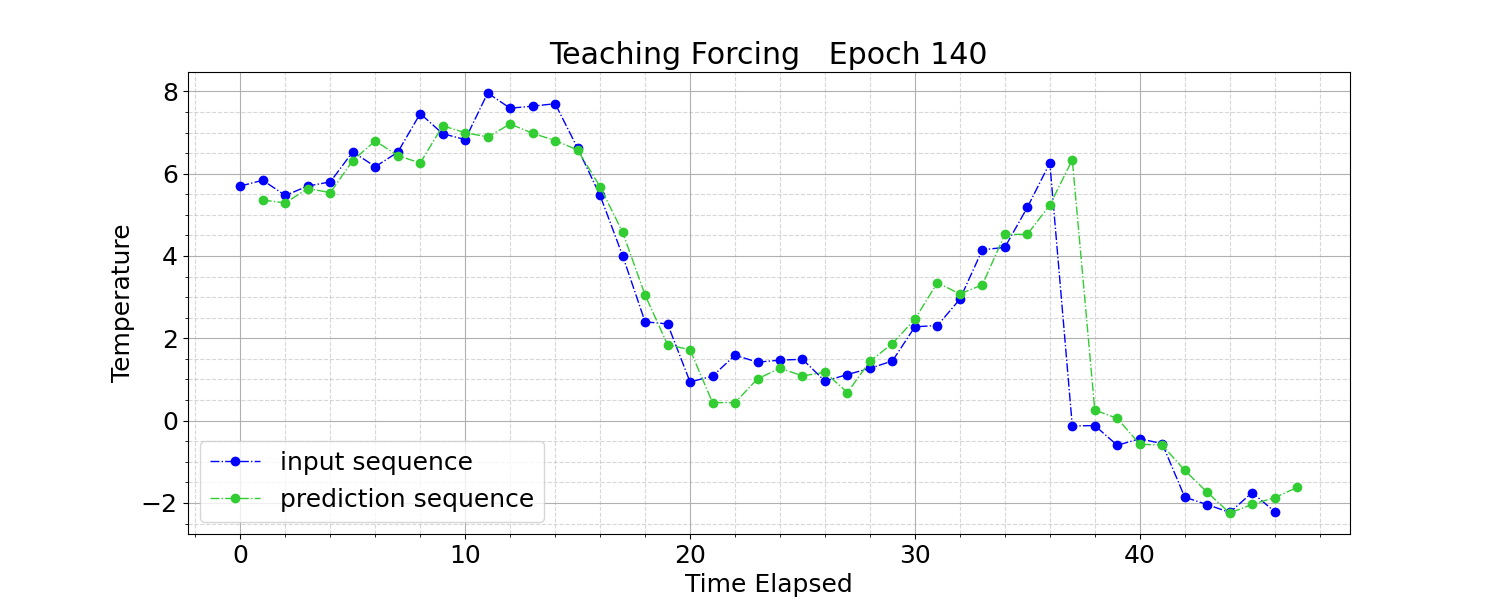 Teaching Forcing   Epoch 140
8
6
4
2
0
−2
Temperature
input sequence
prediction sequence
0 10 20 30 40
Time Elapsed